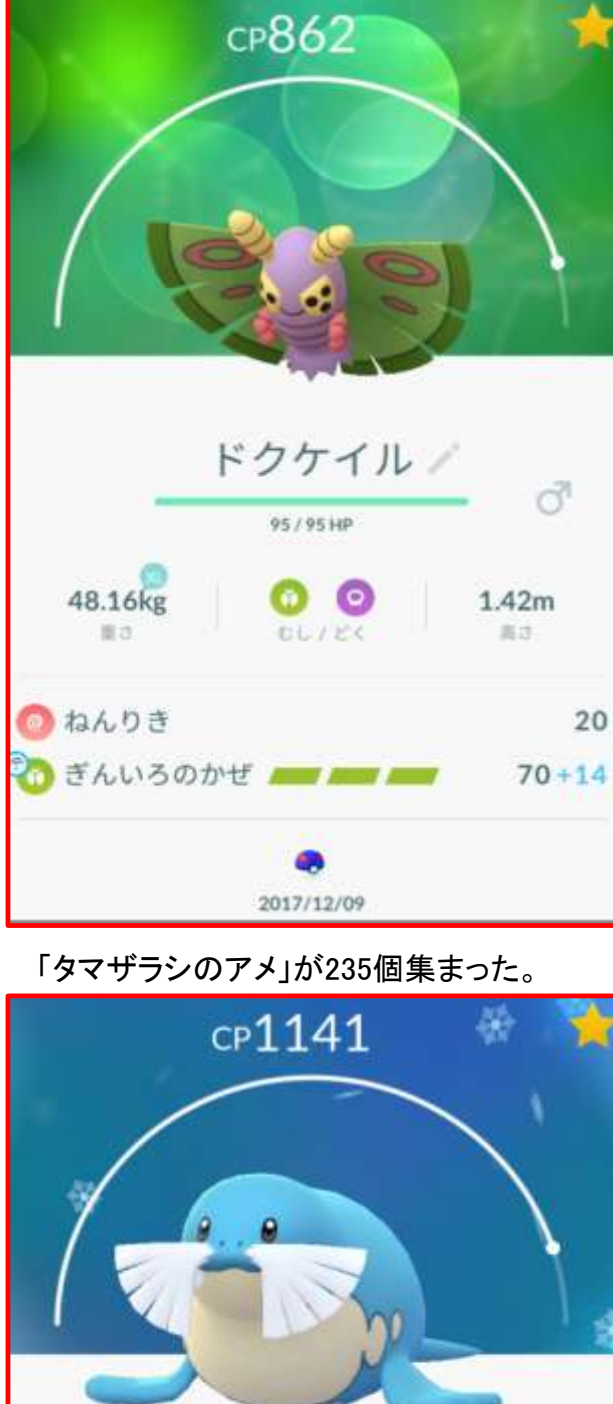 CP862
ドクケイル
95 / 95 HP
XL
48.16kg
1.42m
重さ
むし / どく
高さ
ねんりき
20
ぎんいろのかぜ
70 +14
2017/12/09
「タマザラシのアメ」が235個集まった。
CP1141